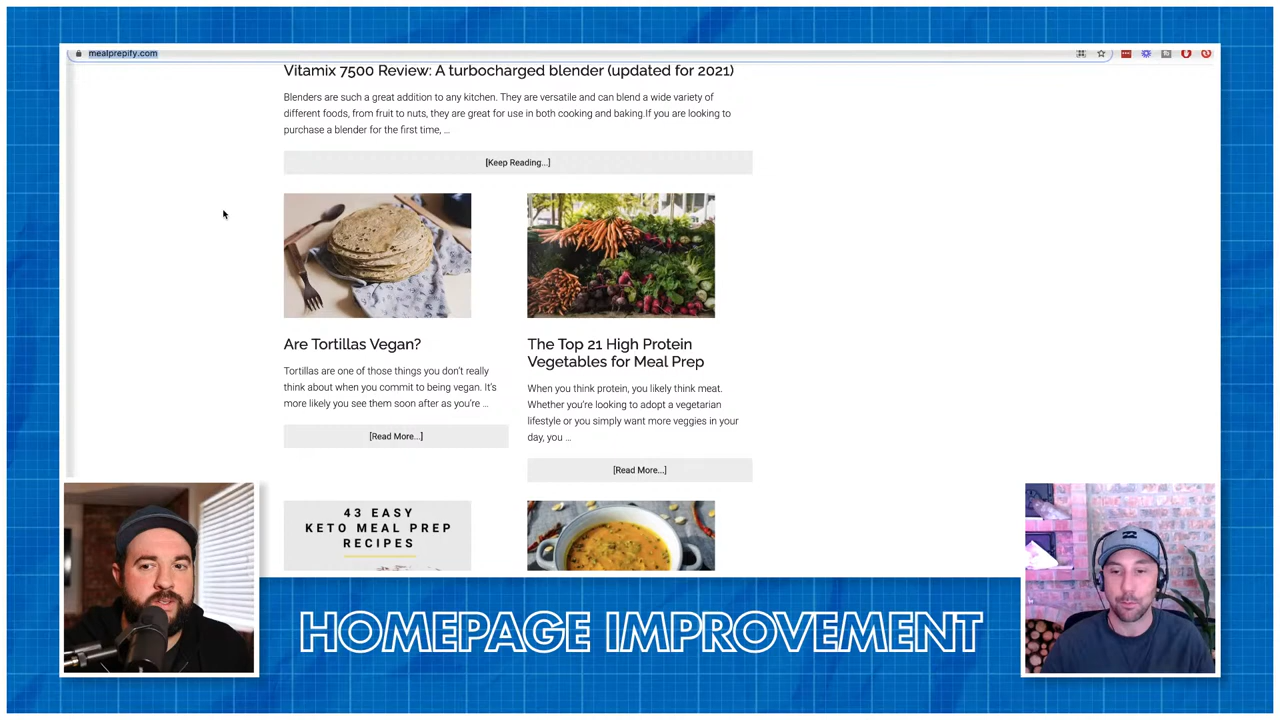 mealprepify.com
Vitamix 7500 Review: A turbocharged blender (updated for 2021)
Blenders are such a great addition to any kitchen. They are versatile and can blend a wide variety of
different foods, from fruit to nuts, they are great for use in both cooking and baking.If you are looking to
purchase a blender for the first time, ...
[Keep Reading...]
Are Tortillas Vegan?
Tortillas are one of those things you don't really
think about when you commit to being vegan. It's
more likely you see them soon after as you're ...
[Read More...]
The Top 21 High Protein
Vegetables for Meal Prep
When you think protein, you likely think meat.
Whether you're looking to adopt a vegetarian
lifestyle or you simply want more veggies in your
day, you ...
[Read More...]
43 EASY
KETO MEAL PREP
RECIPES
HOMEPAGE IMPROVEMENT